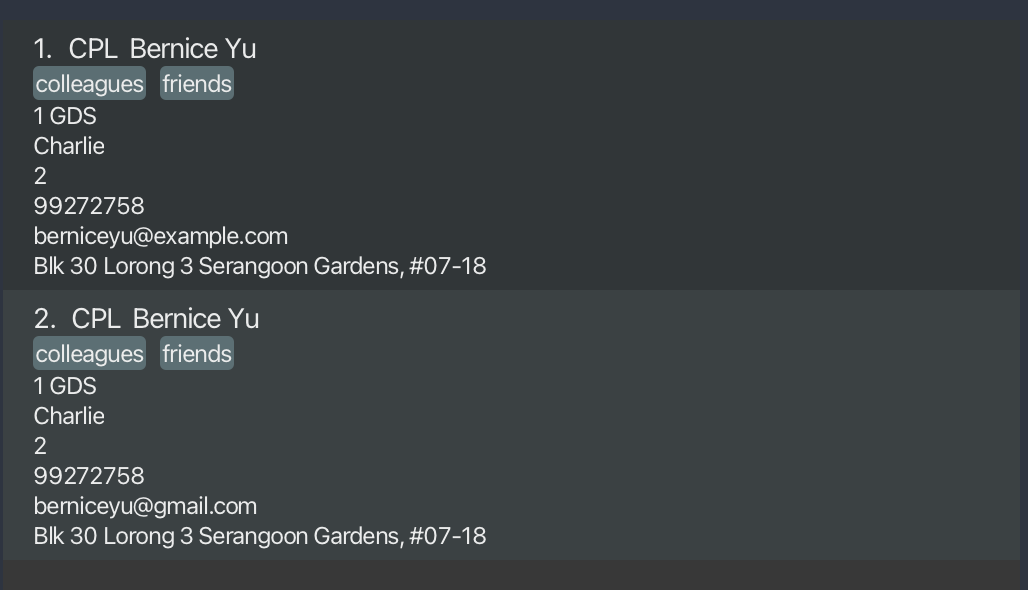 1. CPL Bernice Yu
colleagues friends
1 GDS
Charlie
2
99272758
berniceyu@example.com
Blk 30 Lorong 3 Serangoon Gardens, #07-18
2. CPL Bernice Yu
colleagues friends
1 GDS
Charlie
2
99272758
berniceyu@gmail.com
Blk 30 Lorong 3 Serangoon Gardens, #07-18